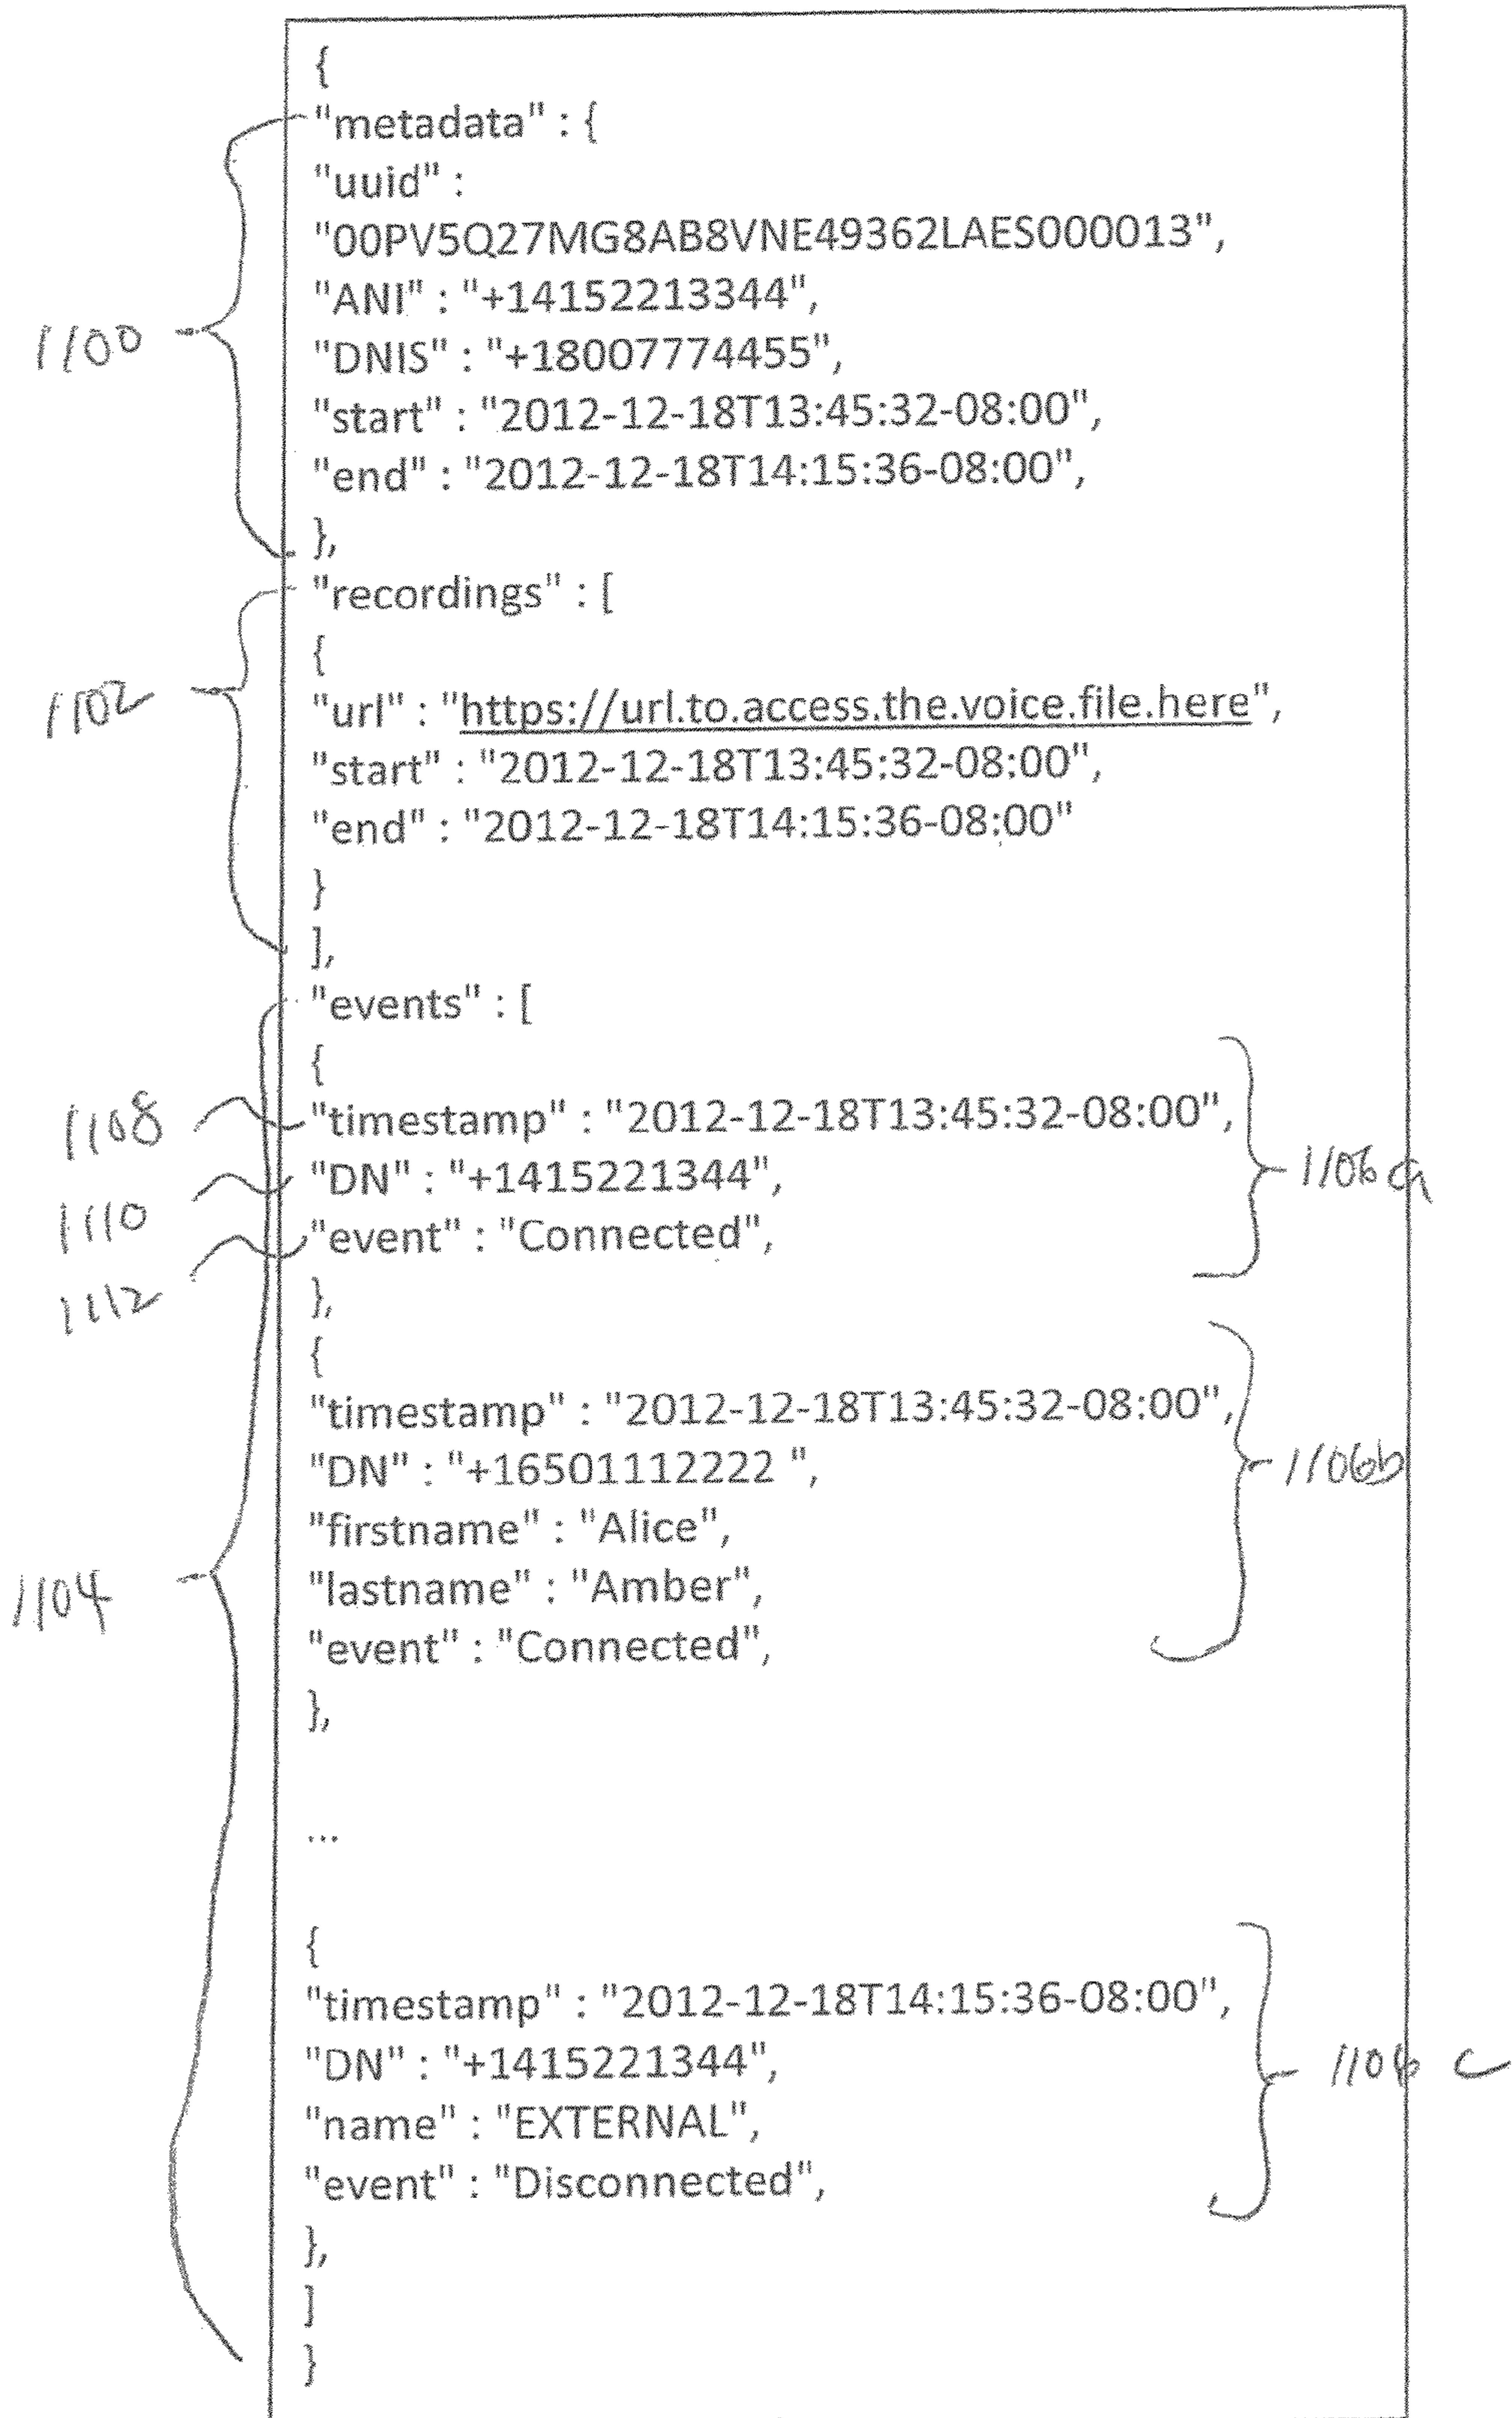 {
"metadata" : {
"uuid" :
"00PV5Q27MG8AB8VNE49362LAES000013",
"ANI" : "+14152213344",
1100
"DNIS" : "+18007774455",
"start" : "2012-12-18T13:45:32-08:00",
"end" : "2012-12-18T14:15:36-08:00",
},
"recordings" : [
{
1102
"url" : "https://url.to.access.the.voice.file.here",
"start" : "2012-12-18T13:45:32-08:00",
"end" : "2012-12-18T14:15:36-08:00"
}
],
"events" : [
{
1108 "timestamp" : "2012-12-18T13:45:32-08:00",
1110 "DN" : "+1415221344", 1106a
1112 "event" : "Connected",
},
{
"timestamp" : "2012-12-18T13:45:32-08:00",
"DN" : "+16501112222 ", 1106b
"firstname" : "Alice",
1104 "lastname" : "Amber",
"event" : "Connected",
},
...
{
"timestamp" : "2012-12-18T14:15:36-08:00",
"DN" : "+1415221344", 1106 c
"name" : "EXTERNAL",
"event" : "Disconnected",
},
]
}